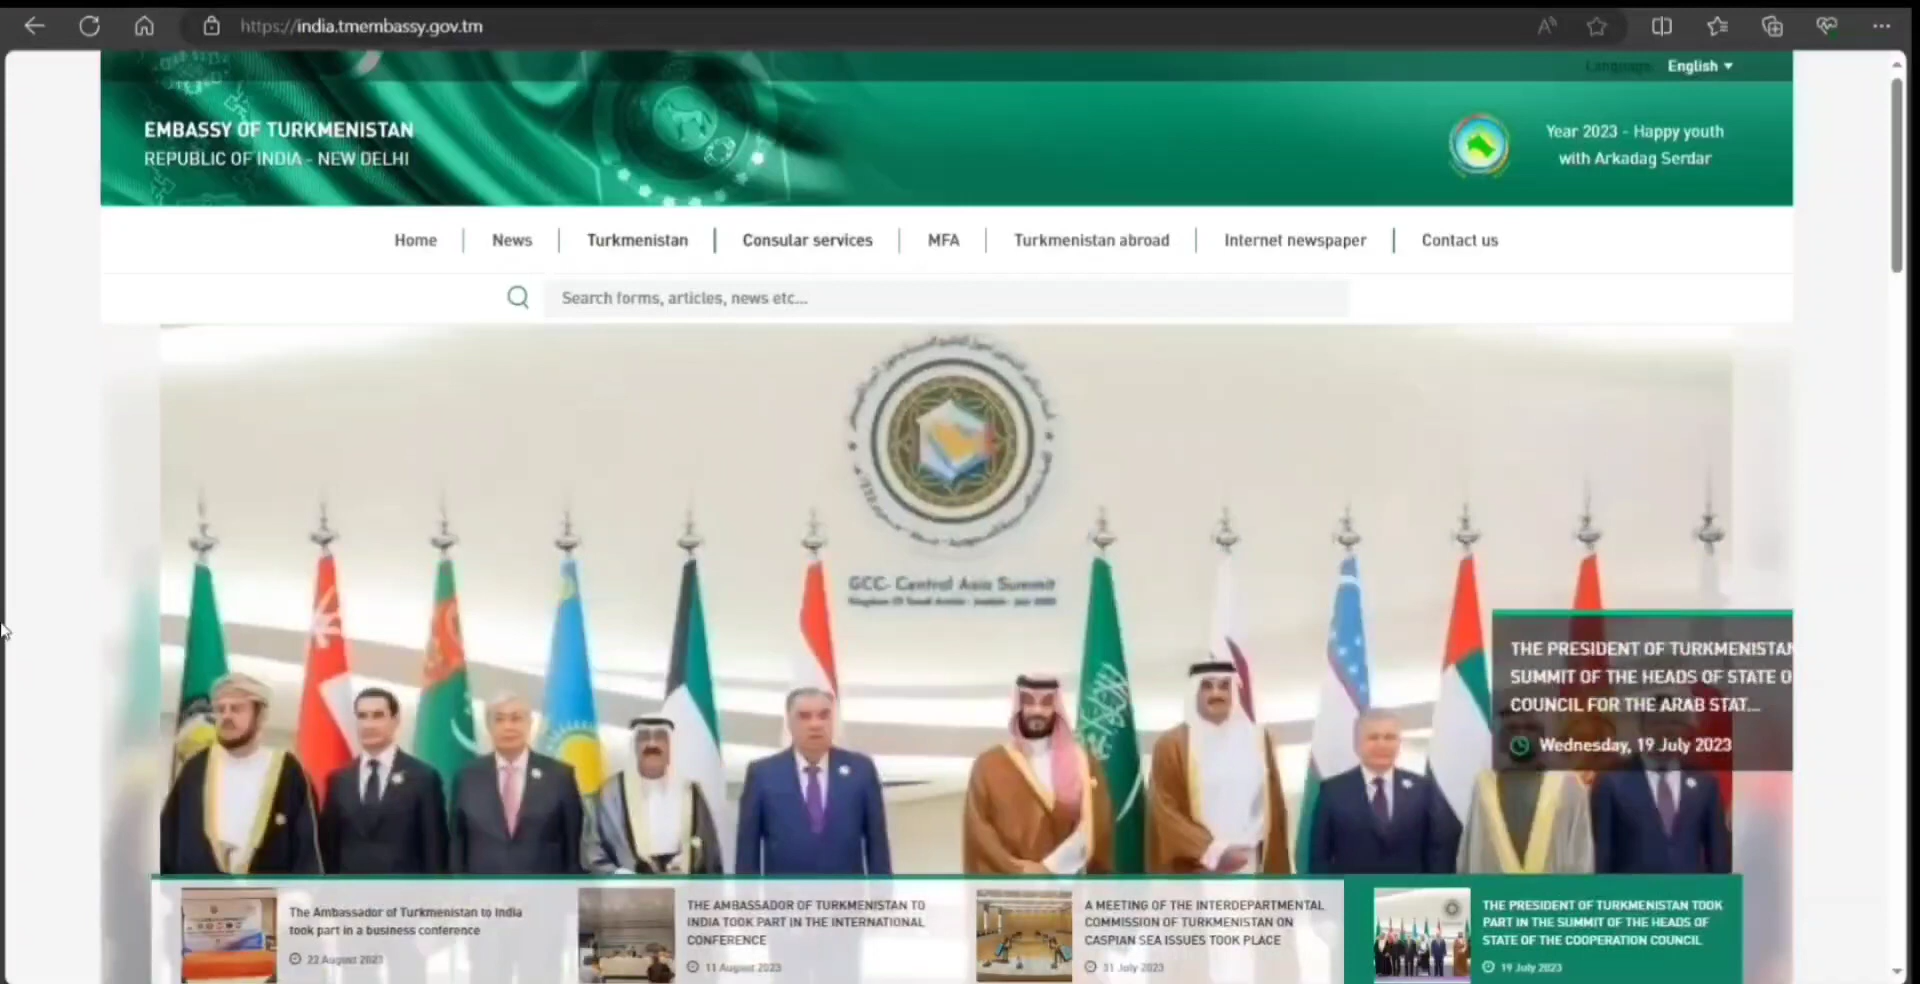 https://india.tmembassy.gov.tm
Language: English
EMBASSY OF TURKMENISTAN
REPUBLIC OF INDIA - NEW DELHI
Year 2023 - Happy youth
with Arkadag Serdar
Home
News
Turkmenistan
Consular services
MFA
Turkmenistan abroad
Internet newspaper
Contact us
Search forms, articles, news etc...
GCC- Central Asia Summit
THE PRESIDENT OF TURKMENISTAN
SUMMIT OF THE HEADS OF STATE O
COUNCIL FOR THE ARAB STAT...
Wednesday, 19 July 2023
The Ambassador of Turkmenistan to India
took part in a business conference
22 August 2023
THE AMBASSADOR OF TURKMENISTAN TO
INDIA TOOK PART IN THE INTERNATIONAL
CONFERENCE
11 August 2023
A MEETING OF THE INTERDEPARTMENTAL
COMMISSION OF TURKMENISTAN ON
CASPIAN SEA ISSUES TOOK PLACE
31 July 2023
THE PRESIDENT OF TURKMENISTAN TOOK
PART IN THE SUMMIT OF THE HEADS OF
STATE OF THE COOPERATION COUNCIL
19 July 2023